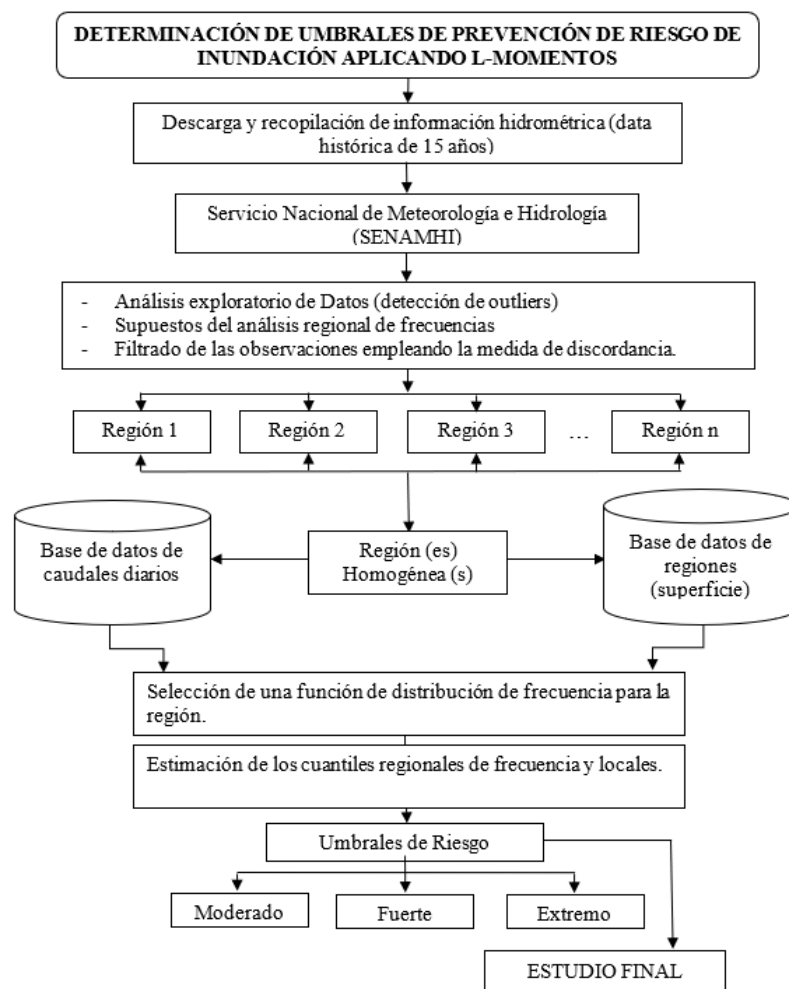 DETERMINACIÓN DE UMBRALES DE PREVENCIÓN DE RIESGO DE
INUNDACIÓN APLICANDO L-MOMENTOS
Descarga y recopilación de información hidrométrica (data
histórica de 15 años)
Servicio Nacional de Meteorología e Hidrología
(SENAMHI)
- Análisis exploratorio de Datos (detección de outliers)
- Supuestos del análisis regional de frecuencias
- Filtrado de las observaciones empleando la medida de discordancia.
Región 1
Región 2
Región 3
...
Región n
Base de datos de
caudales diarios
Región (es)
Homogénea (s)
Base de datos de
regiones
(superficie)
Selección de una función de distribución de frecuencia para la
región.
Estimación de los cuantiles regionales de frecuencia y locales.
Umbrales de Riesgo
Moderado
Fuerte
Extremo
ESTUDIO FINAL